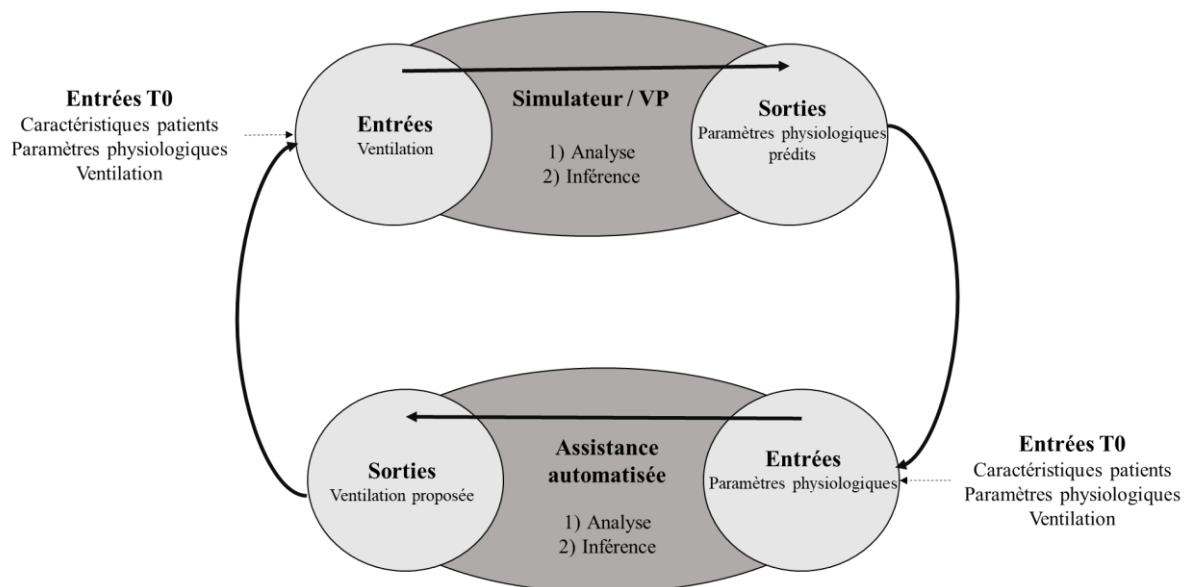 Entrées T0
Caractéristiques patients
Paramètres physiologiques
Ventilation
Entrées
Ventilation
Simulateur / VP
1) Analyse
2) Inférence
Sorties
Paramètres physiologiques
prédits
Sorties
Ventilation proposée
Assistance
automatisée
1) Analyse
2) Inférence
Entrées
Paramètres physiologiques
Entrées T0
Caractéristiques patients
Paramètres physiologiques
Ventilation